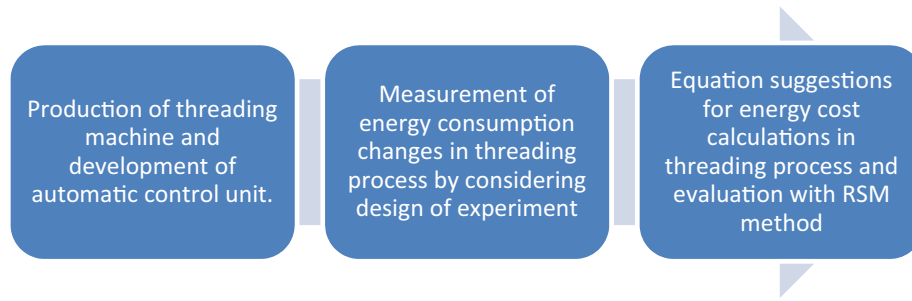 Production of threading
machine and
development of
automatic control unit.
Measurement of
energy consumption
changes in threading
process by considering
design of experiment
Equation suggestions
for energy cost
calculations in
threading process and
evaluation with RSM
method